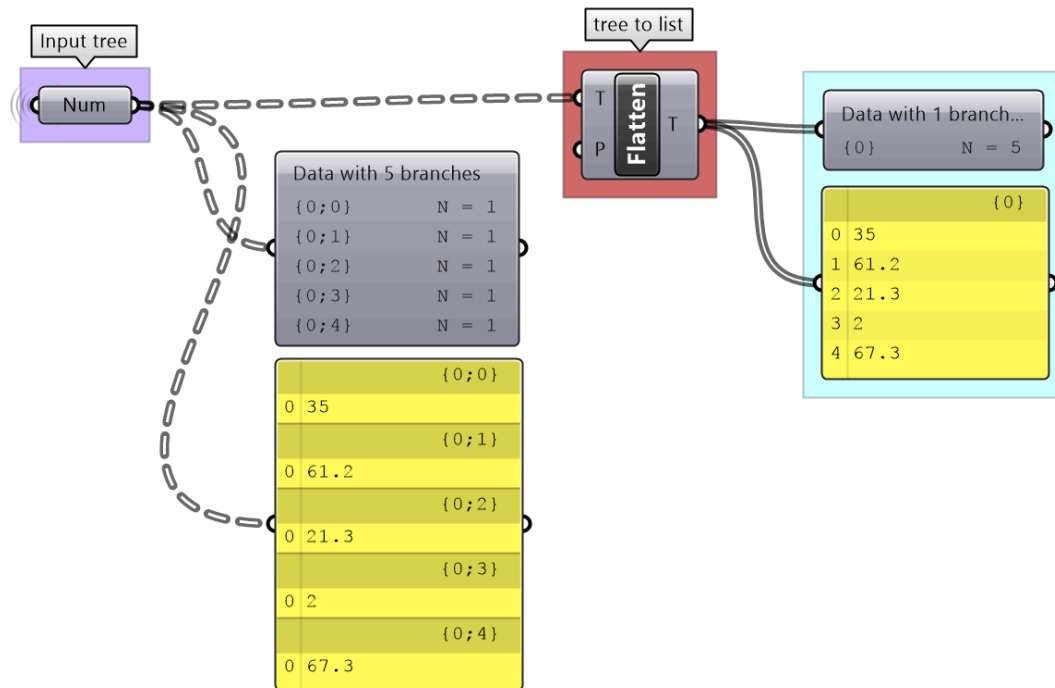 Input tree
Num
tree to list
T
P
Flatten
T
Data with 1 branch...
{0} N = 5
{0}
0 35
1 61.2
2 21.3
3 2
4 67.3
Data with 5 branches
{0;0} N = 1
{0;1} N = 1
{0;2} N = 1
{0;3} N = 1
{0;4} N = 1
{0;0}
0 35
{0;1}
0 61.2
{0;2}
0 21.3
{0;3}
0 2
{0;4}
0 67.3